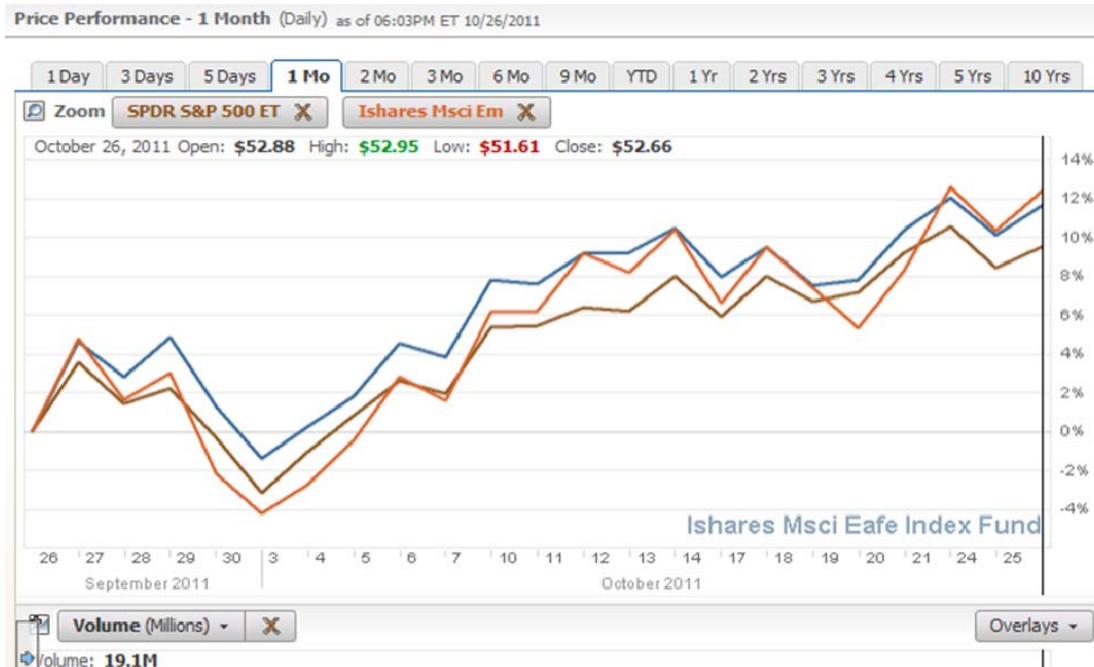 Price Performance - 1 Month (Daily) as of 06:03PM ET 10/26/2011
1 Day 3 Days 5 Days 1 Mo 2 Mo 3 Mo 6 Mo 9 Mo YTD 1 Yr 2 Yrs 3 Yrs 4 Yrs 5 Yrs 10 Yrs
Zoom SPDR S&P 500 ET Ishares Msci Em
October 26, 2011 Open: $52.88 High: $52.95 Low: $51.61 Close: $52.66
14%
12%
10%
8%
6%
4%
2%
0%
-2%
-4%
Ishares Msci Eafe Index Fund
26 27 28 29 30 3 4 5 6 7 10 11 12 13 14 17 18 19 20 21 24 25
September 2011 October 2011
Volume (Millions) Overlays
Volume: 19.1M